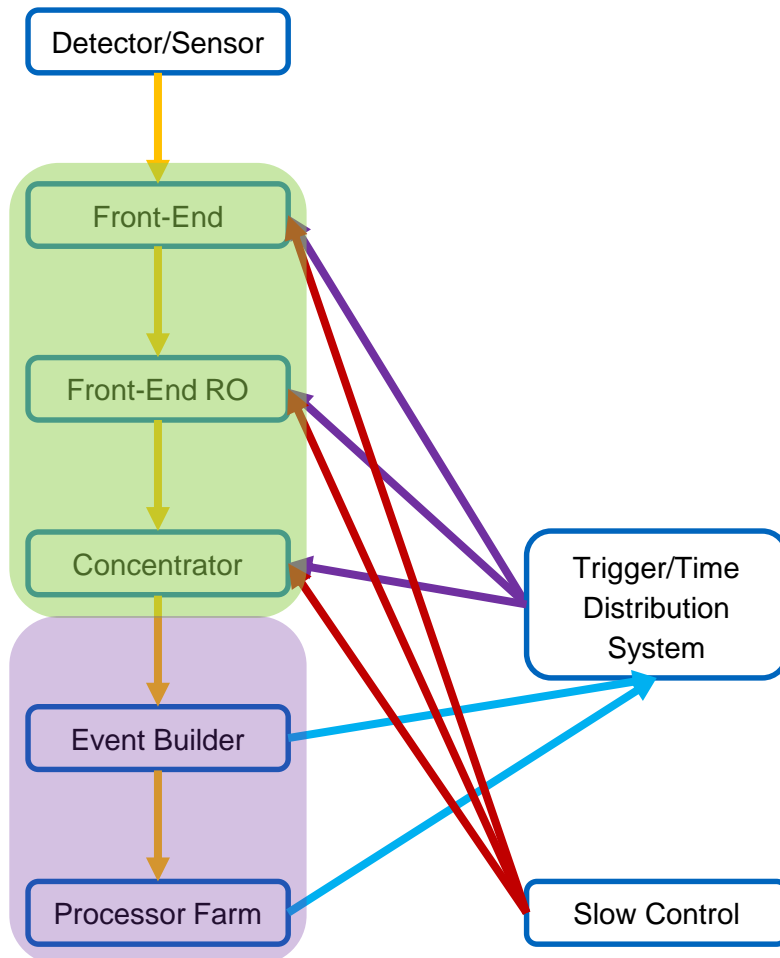 Detector/Sensor
Front-End
Front-End RO
Concentrator
Trigger/Time
Distribution
System
Event Builder
Processor Farm
Slow Control